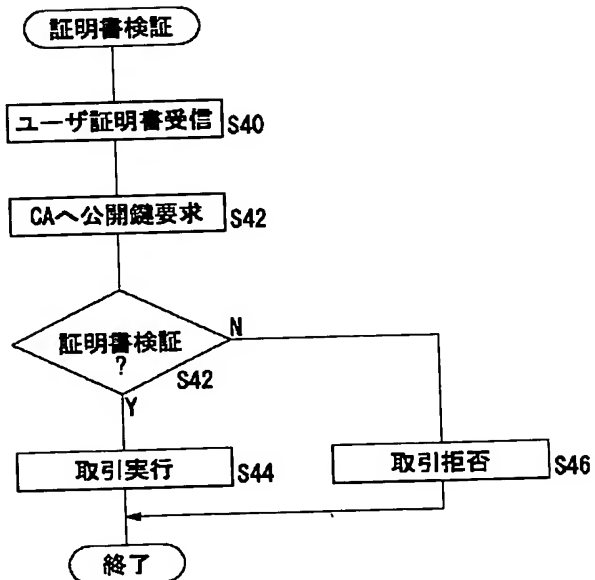 証明書検証
ユーザ証明書受信 S40
CAへ公開鍵要求 S42
証明書検証
?
N
S42
Y
取引実行 S44
取引拒否 S46
終了